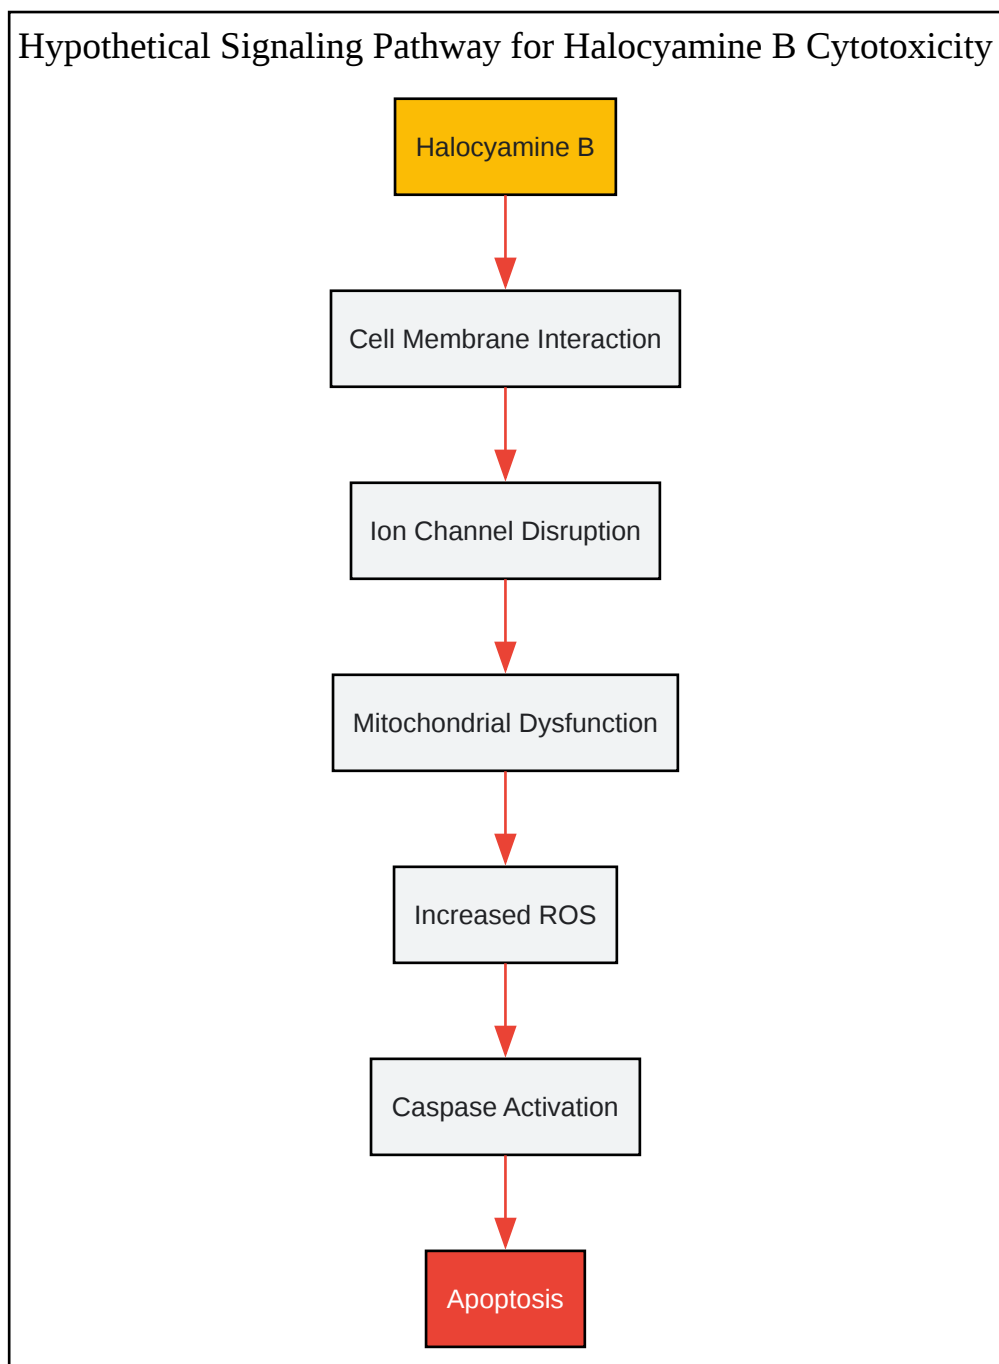 Hypothetical Signaling Pathway for Halocyamine B Cytotoxicity
Halocyamine B
Cell Membrane Interaction
Ion Channel Disruption
Mitochondrial Dysfunction
Increased ROS
Caspase Activation
Apoptosis